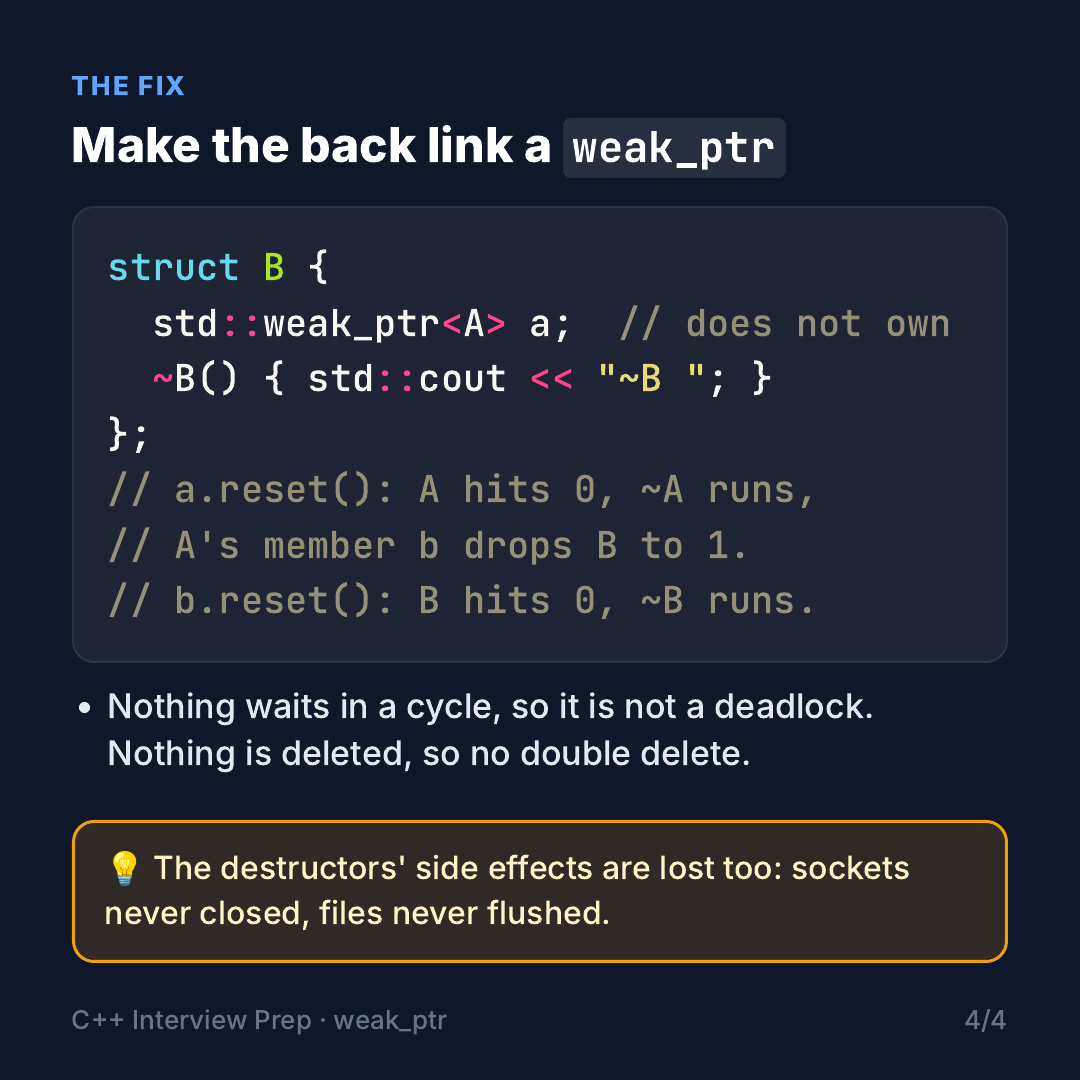 THE FIX
Make the back link a weak_ptr
struct B {
  std::weak_ptr<A> a;  // does not own
  ~B() { std::cout << "~B "; }
};
// a.reset(): A hits 0, ~A runs,
// A's member b drops B to 1.
// b.reset(): B hits 0, ~B runs.
• Nothing waits in a cycle, so it is not a deadlock.
Nothing is deleted, so no double delete.
💡 The destructors' side effects are lost too: sockets
never closed, files never flushed.
C++ Interview Prep · weak_ptr
4/4